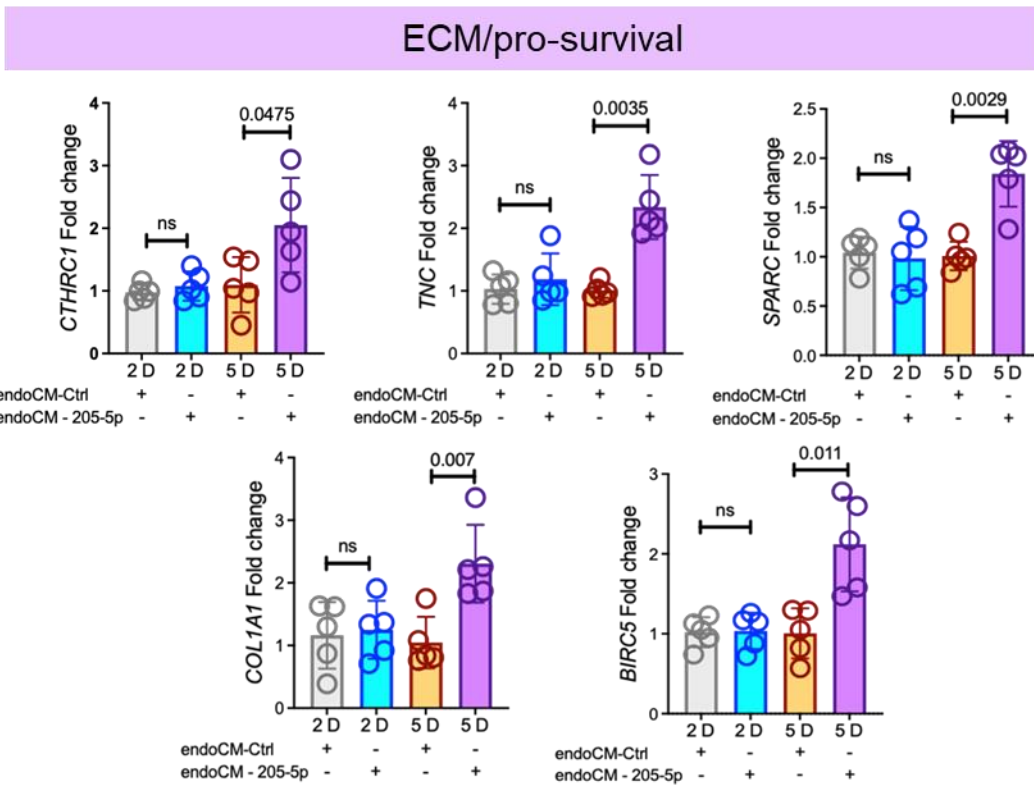 ECM/pro-survival
CTHRC1 Fold change
4
3
2
1
0
ns
0.0475
2 D 2 D 5 D 5 D
endoCM-Ctrl + - + -
endoCM - 205-5p - + - +
TNC Fold change
4
3
2
1
0
ns
0.0035
2 D 2 D 5 D 5 D
endoCM-Ctrl + - + -
endoCM - 205-5p - + - +
SPARC Fold change
2.5
2.0
1.5
1.0
0.5
0.0
ns
0.0029
2 D 2 D 5 D 5 D
endoCM-Ctrl + - + -
endoCM - 205-5p - + - +
COL1A1 Fold change
4
3
2
1
0
ns
0.007
2 D 2 D 5 D 5 D
endoCM-Ctrl + - + -
endoCM - 205-5p - + - +
BIRC5 Fold change
3
2
1
0
ns
0.011
2 D 2 D 5 D 5 D
endoCM-Ctrl + - + -
endoCM - 205-5p - + - +